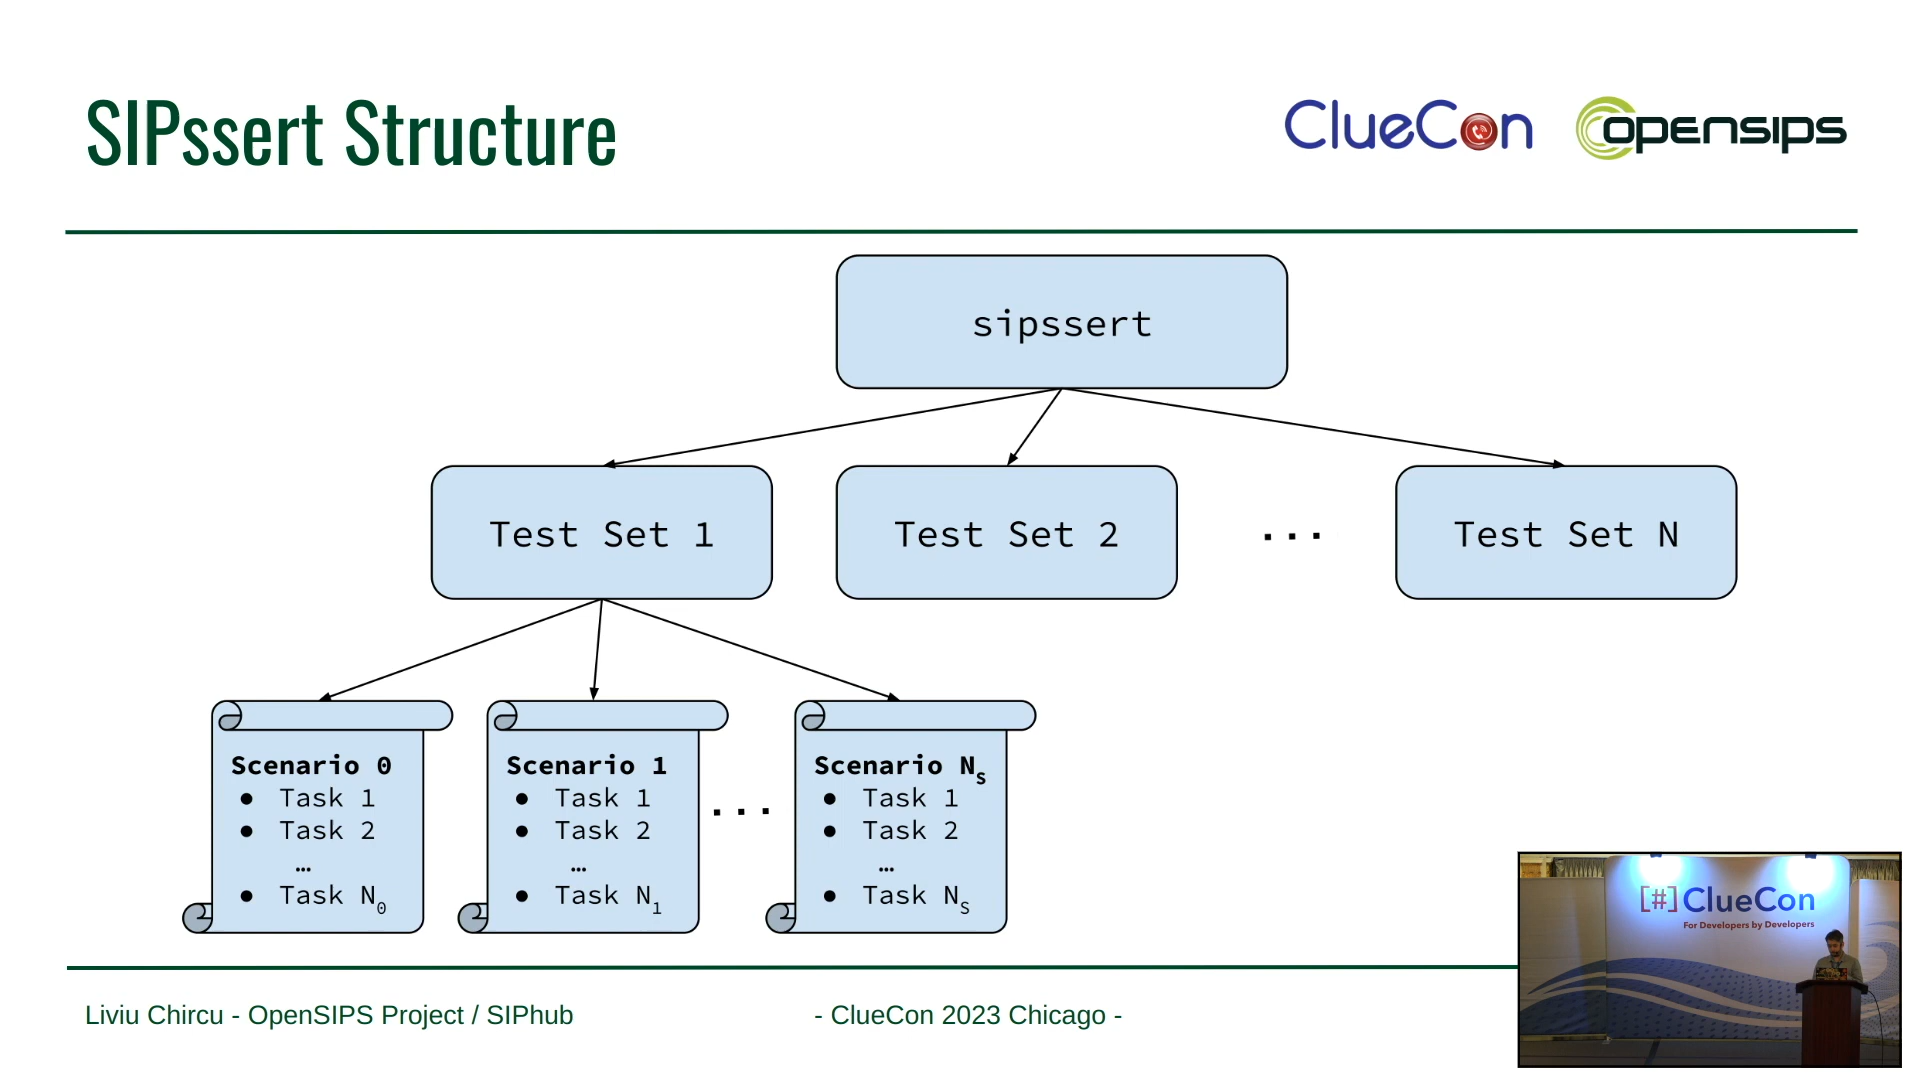 SIPssert Structure
ClueCon
opensips
sipssert
Test Set 1
Test Set 2
...
Test Set N
Scenario 0
● Task 1
● Task 2
…
● Task N0
Scenario 1
● Task 1
● Task 2
…
● Task N1
...
Scenario Ns
● Task 1
● Task 2
…
● Task NS
[#]ClueCon
For Developers by Developers
Liviu Chircu - OpenSIPS Project / SIPhub
- ClueCon 2023 Chicago -